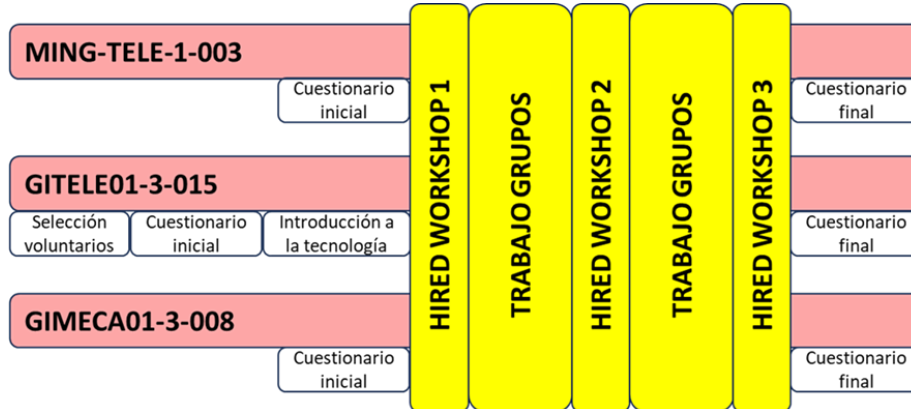 MING-TELE-1-003
Cuestionario
inicial
GITELE01-3-015
Selección
voluntarios
Cuestionario
inicial
Introducción a
la tecnología
GIMECA01-3-008
Cuestionario
inicial
HIRED WORKSHOP 1
TRABAJO GRUPOS
HIRED WORKSHOP 2
TRABAJO GRUPOS
HIRED WORKSHOP 3
Cuestionario
final
Cuestionario
final
Cuestionario
final